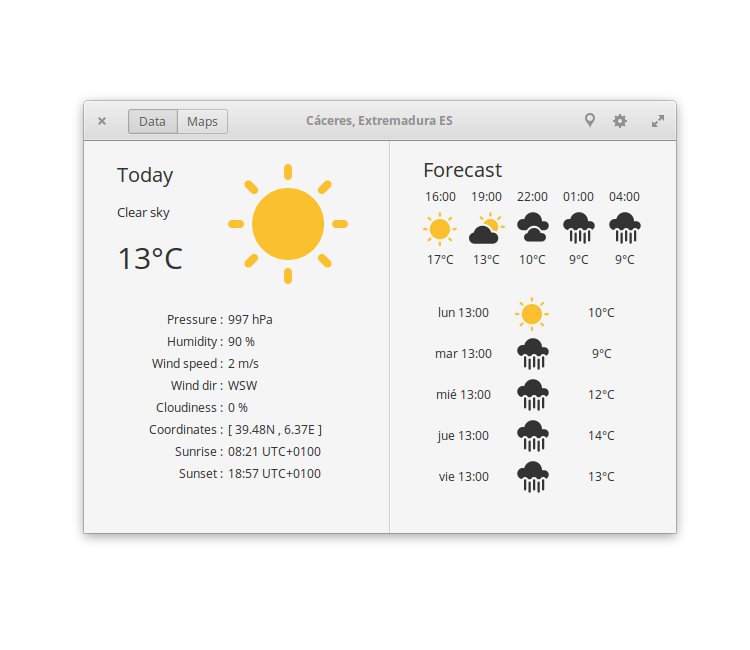 Data Maps Cáceres, Extremadura ES
Today
Clear sky
13°C
Pressure : 997 hPa
Humidity : 90 %
Wind speed : 2 m/s
Wind dir : WSW
Cloudiness : 0 %
Coordinates : [ 39.48N , 6.37E ]
Sunrise : 08:21 UTC+0100
Sunset : 18:57 UTC+0100
Forecast
16:00 19:00 22:00 01:00 04:00
17°C 13°C 10°C 9°C 9°C
lun 13:00 10°C
mar 13:00 9°C
mié 13:00 12°C
jue 13:00 14°C
vie 13:00 13°C